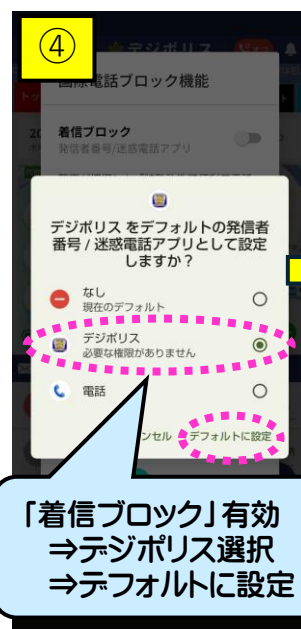 ④
デジポリス
国際電話ブロック機能
着信ブロック
発信者番号/迷惑電話アプリ
デジポリス をデフォルトの発信者
番号 / 迷惑電話アプリとして設定
しますか？
なし
現在のデフォルト
デジポリス
必要な権限がありません
電話
ンセル
デフォルトに設定
「着信ブロック」有効
⇒デジポリス選択
⇒デフォルトに設定